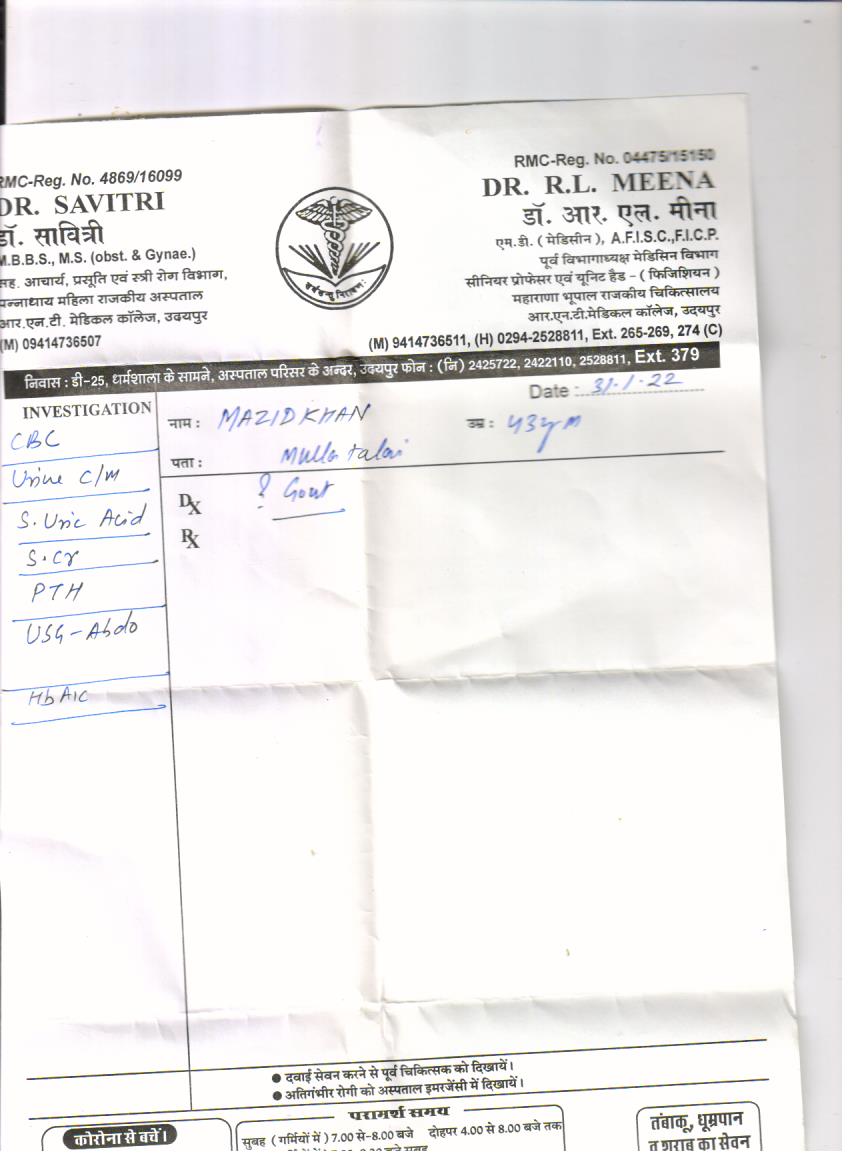 RMC-Reg. No. 4869/16099
DR. SAVITRI
डॉ. सावित्री
M.B.B.S., M.S. (obst. & Gynae.)
सह. आचार्य, प्रसूति एवं स्त्री रोग विभाग,
पन्नाधाय महिला राजकीय अस्पताल
आर.एन.टी. मेडिकल कॉलेज, उदयपुर
(M) 09414736507
RMC-Reg. No. 04475/15150
DR. R.L. MEENA
डॉ. आर. एल. मीना
एम.डी. ( मेडिसीन ), A.F.I.S.C.,F.I.C.P.
पूर्व विभागाध्यक्ष मेडिसिन विभाग
सीनियर प्रोफेसर एवं यूनिट हैड - ( फिजिशियन )
महाराणा भूपाल राजकीय चिकित्सालय
आर.एन.टी.मेडिकल कॉलेज, उदयपुर
(M) 9414736511, (H) 0294-2528811, Ext. 265-269, 274 (C)
निवास : डी-25, धर्मशाला के सामने, अस्पताल परिसर के अन्दर, उदयपुर फोन : (नि) 2425722, 2422110, 2528811, Ext. 379
Date : 31.1.22
नाम : MAZID KHAN उम्र : 43y M
पता : Mulla talai
INVESTIGATION
CBC
Urine C/M
S. Uric Acid
S. Cr
PTH
USG-Abdo
HbA1C
Dx ? Gout
Rx
● दवाई सेवन करने से पूर्व चिकित्सक को दिखायें।
● अतिगंभीर रोगी को अस्पताल इमरजेंसी में दिखायें।
कोरोना से बचें।
परामर्श समय
सुबह ( गर्मियों में ) 7.00 से-8.00 बजे दोहपर 4.00 से 8.00 बजे तक
तंबाकू, धूम्रपान
व शराब का सेवन